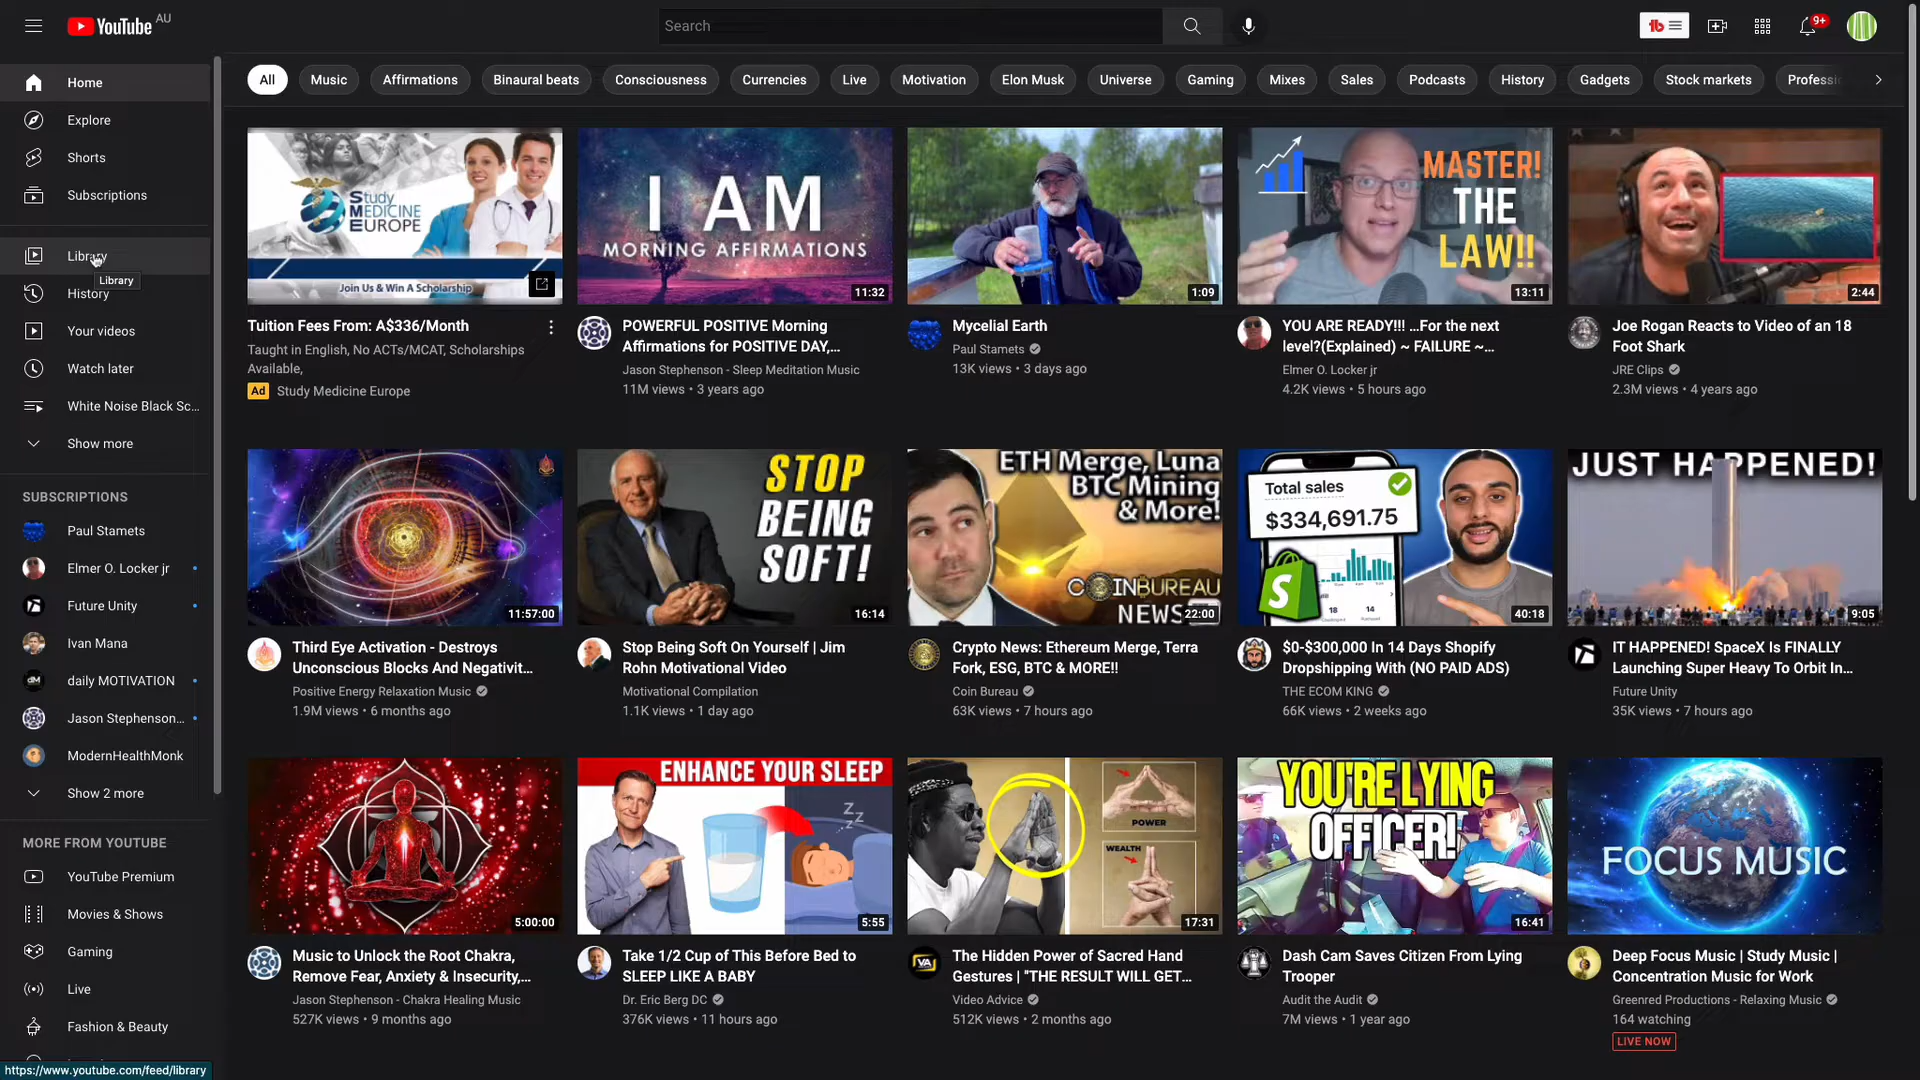 YouTube AU
Search
9+
Home
Explore
Shorts
Subscriptions
Library
Library
History
Your videos
Watch later
White Noise Black Sc...
Show more
SUBSCRIPTIONS
Paul Stamets
Elmer O. Locker jr
Future Unity
Ivan Mana
daily MOTIVATION
Jason Stephenson...
ModernHealthMonk
Show 2 more
MORE FROM YOUTUBE
YouTube Premium
Movies & Shows
Gaming
Live
Fashion & Beauty
https://www.youtube.com/feed/library
All Music Affirmations Binaural beats Consciousness Currencies Live Motivation Elon Musk Universe Gaming Mixes Sales Podcasts History Gadgets Stock markets
Study
MEDICINE
EUROPE
Join Us & Win A Scholarship
Tuition Fees From: A$336/Month
Taught in English, No ACTs/MCAT, Scholarships
Available,
Ad Study Medicine Europe
I AM
MORNING AFFIRMATIONS
11:32
POWERFUL POSITIVE Morning
Affirmations for POSITIVE DAY,...
Jason Stephenson - Sleep Meditation Music
11M views • 3 years ago
1:09
Mycelial Earth
Paul Stamets
13K views • 3 days ago
MASTER!
THE
LAW!!
13:11
YOU ARE READY!!! ...For the next
level?(Explained) ~ FAILURE ~...
Elmer O. Locker jr
4.2K views • 5 hours ago
2:44
Joe Rogan Reacts to Video of an 18
Foot Shark
JRE Clips
2.3M views • 4 years ago
11:57:00
Third Eye Activation - Destroys
Unconscious Blocks And Negativit...
Positive Energy Relaxation Music
1.9M views • 6 months ago
STOP
BEING
SOFT!
16:14
Stop Being Soft On Yourself | Jim
Rohn Motivational Video
Motivational Compilation
1.1K views • 1 day ago
ETH Merge, Luna
BTC Mining
& More!
COINBUREAU
NEWS
22:00
Crypto News: Ethereum Merge, Terra
Fork, ESG, BTC & MORE!!
Coin Bureau
63K views • 7 hours ago
Total sales
$334,691.75
18 14
40:18
$0-$300,000 In 14 Days Shopify
Dropshipping With (NO PAID ADS)
THE ECOM KING
66K views • 2 weeks ago
JUST HAPPENED!
9:05
IT HAPPENED! SpaceX Is FINALLY
Launching Super Heavy To Orbit In...
Future Unity
35K views • 7 hours ago
5:00:00
Music to Unlock the Root Chakra,
Remove Fear, Anxiety & Insecurity,...
Jason Stephenson - Chakra Healing Music
527K views • 9 months ago
ENHANCE YOUR SLEEP
5:55
Take 1/2 Cup of This Before Bed to
SLEEP LIKE A BABY
Dr. Eric Berg DC
376K views • 11 hours ago
POWER
WEALTH
17:31
The Hidden Power of Sacred Hand
Gestures | "THE RESULT WILL GET...
Video Advice
512K views • 2 months ago
YOU'RE LYING
OFFICER!
16:41
Dash Cam Saves Citizen From Lying
Trooper
Audit the Audit
7M views • 1 year ago
FOCUS MUSIC
Deep Focus Music | Study Music |
Concentration Music for Work
Greenred Productions - Relaxing Music
164 watching
LIVE NOW